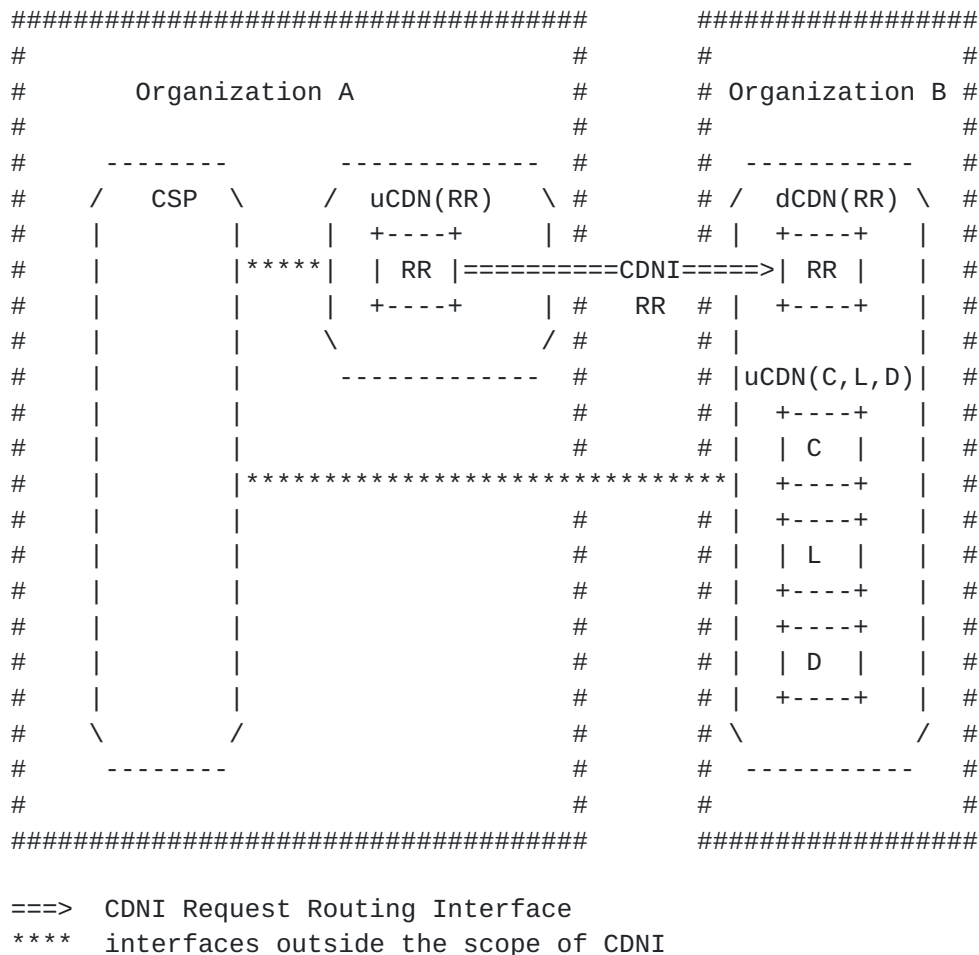 #####################################       ##################
#                                   #       #                #
#       Organization A              #       # Organization B #
#                                   #       #                #
#     --------       -------------  #       #  -----------   #
#    /   CSP  \     /  uCDN(RR)   \ #       # /  dCDN(RR) \  #
#    |        |     |  +----+     | #       # |  +----+   |  #
#    |        |*****|  | RR |==========CDNI=====>| RR |   |  #
#    |        |     |  +----+     | #   RR  # |  +----+   |  #
#    |        |     \             / #       # |           |  #
#    |        |      -------------  #       # |uCDN(C,L,D)|  #
#    |        |                     #       # |  +----+   |  #
#    |        |                     #       # |  | C  |   |  #
#    |        |*******************************|  +----+   |  #
#    |        |                     #       # |  +----+   |  #
#    |        |                     #       # |  | L  |   |  #
#    |        |                     #       # |  +----+   |  #
#    |        |                     #       # |  +----+   |  #
#    |        |                     #       # |  | D  |   |  #
#    |        |                     #       # |  +----+   |  #
#    \        /                     #       # \           /  #
#     --------                      #       #  -----------   #
#                                   #       #                #
#####################################       ##################
===>  CDNI Request Routing Interface
****  interfaces outside the scope of CDNI